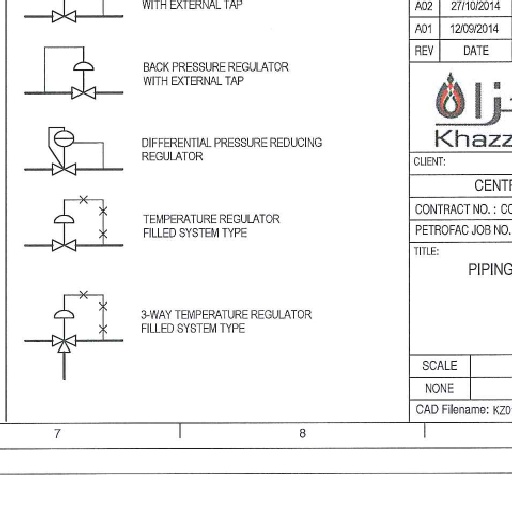 WITH EXTERNAL TAP
BACK PRESSURE REGULATOR
WITH EXTERNAL TAP
DIFFERENTIAL PRESSURE REDUCING
REGULATOR
TEMPERATURE REGULATOR
FILLED SYSTEM TYPE
3-WAY TEMPERATURE REGULATOR
FILLED SYSTEM TYPE
7
8
A02 27/10/2014
A01 12/09/2014
REV DATE
Khazz
CLIENT:
CENT
CONTRACT NO. : CO
PETROFAC JOB NO.
TITLE:
PIPING
SCALE
NONE
CAD Filename: KZ0